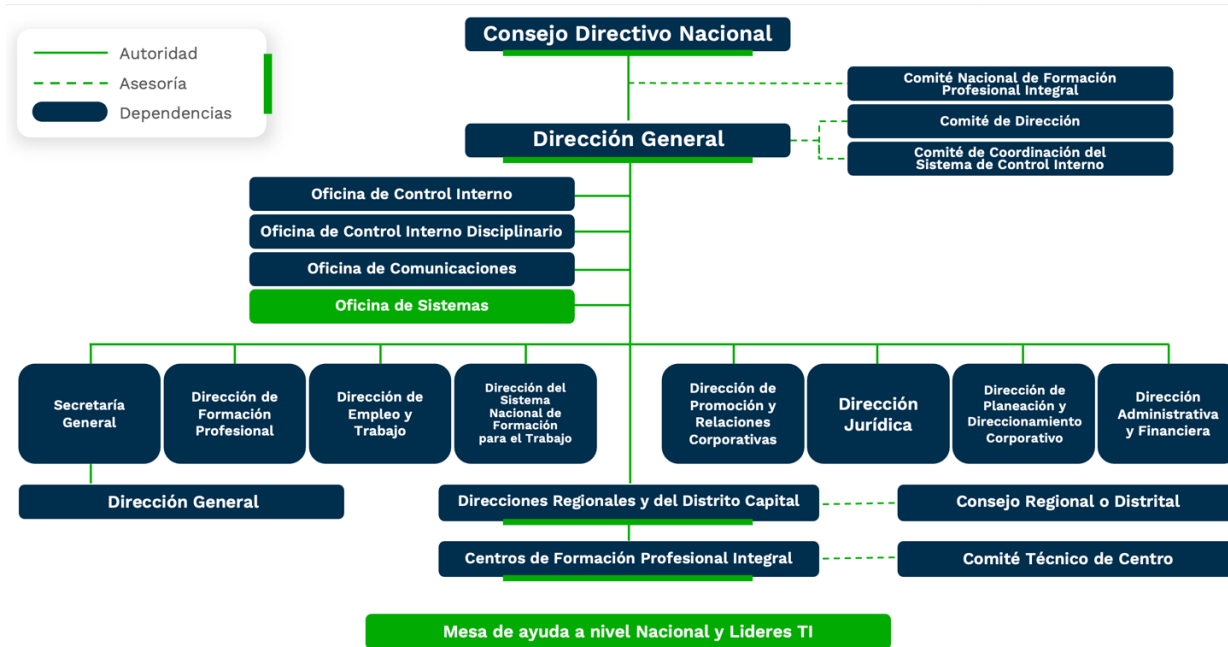 Consejo Directivo Nacional
Autoridad
Asesoría
Dependencias
Comité Nacional de Formación
Profesional Integral
Comité de Dirección
Dirección General
Comité de Coordinación del
Sistema de Control Interno
Oficina de Control Interno
Oficina de Control Interno Disciplinario
Oficina de Comunicaciones
Oficina de Sistemas
Secretaría
General
Dirección de
Formación
Profesional
Dirección de
Empleo y
Trabajo
Dirección del
Sistema
Nacional de
Formación
para el Trabajo
Dirección de
Promoción y
Relaciones
Corporativas
Dirección
Jurídica
Dirección de
Planeación y
Direccionamiento
Corporativo
Dirección
Administrativa
y Financiera
Dirección General
Direcciones Regionales y del Distrito Capital
Consejo Regional o Distrital
Centros de Formación Profesional Integral
Comité Técnico de Centro
Mesa de ayuda a nivel Nacional y Lideres TI